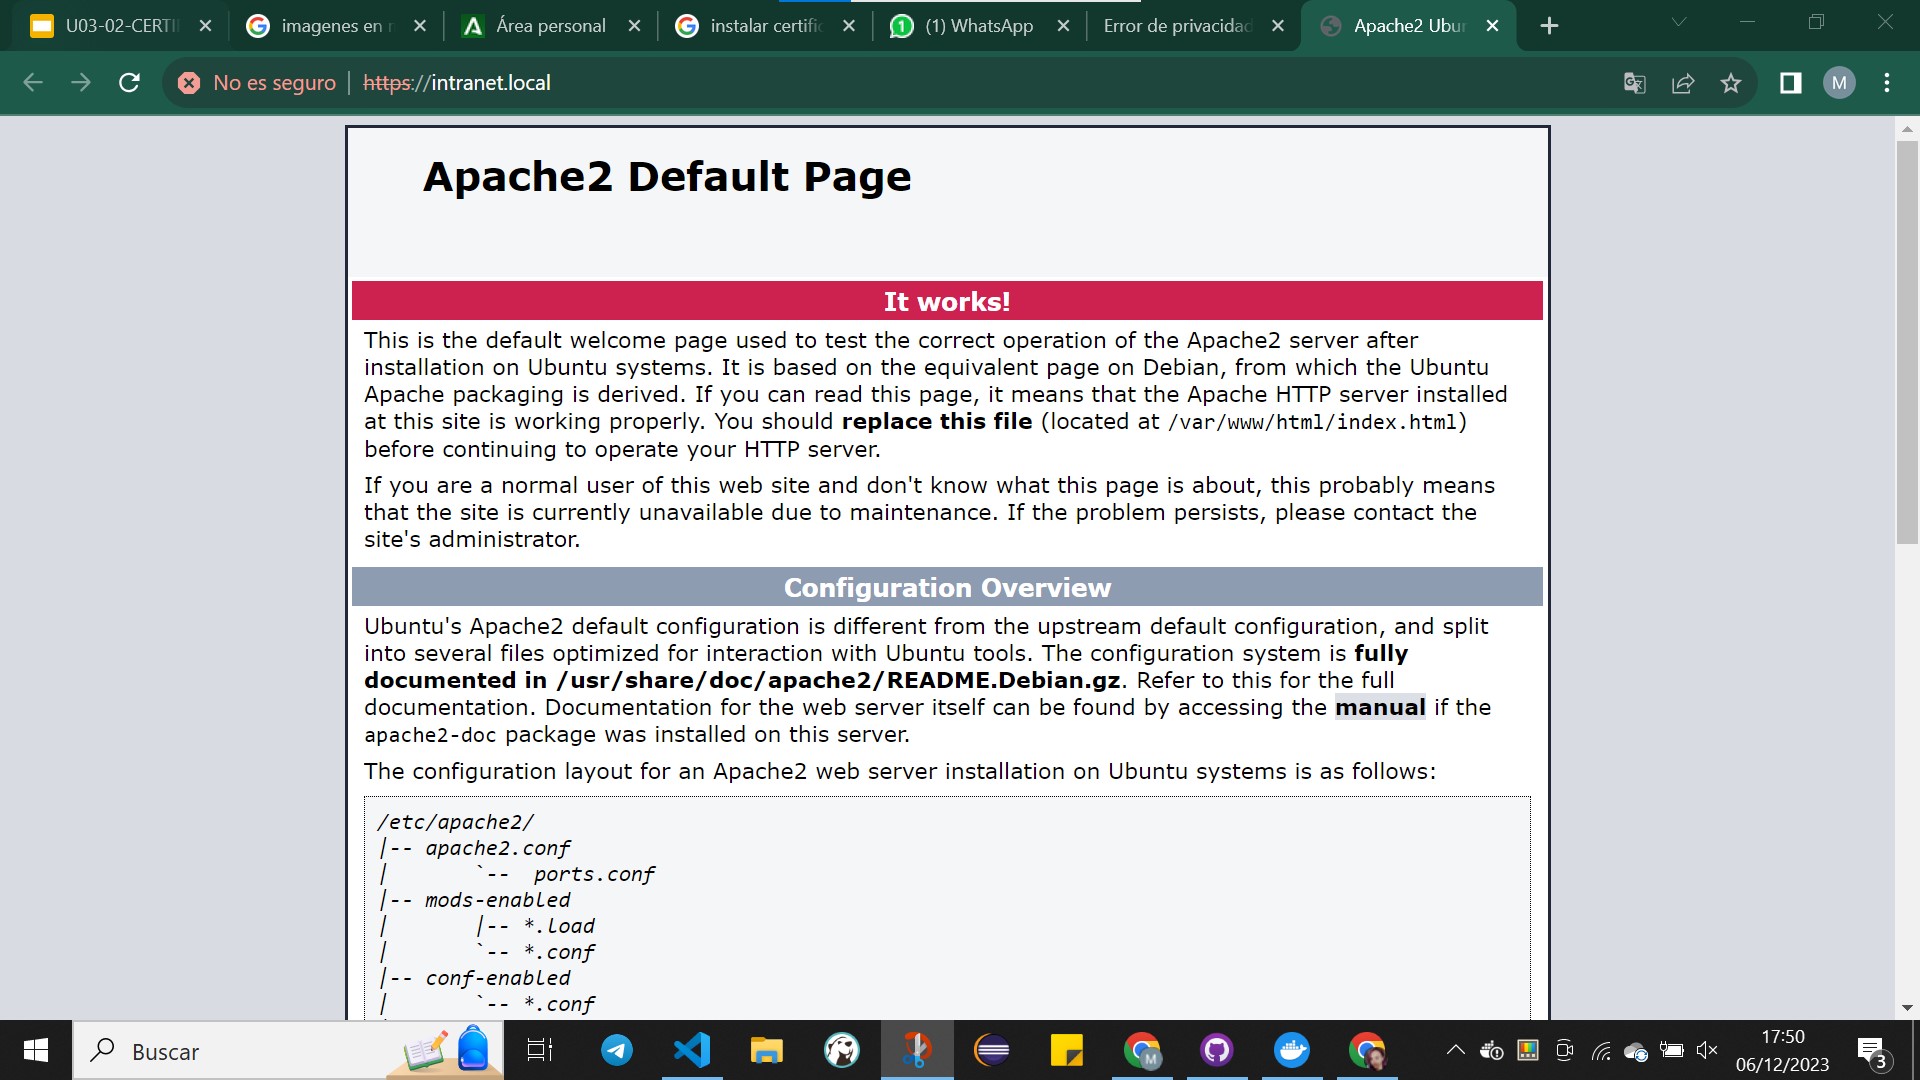 U03-02-CERTI
imagenes en r
Área personal
instalar certific
(1) WhatsApp
Error de privacidad
Apache2 Ubun
No es seguro
https://intranet.local
M
Apache2 Default Page
It works!
This is the default welcome page used to test the correct operation of the Apache2 server after
installation on Ubuntu systems. It is based on the equivalent page on Debian, from which the Ubuntu
Apache packaging is derived. If you can read this page, it means that the Apache HTTP server installed
at this site is working properly. You should replace this file (located at /var/www/html/index.html)
before continuing to operate your HTTP server.
If you are a normal user of this web site and don't know what this page is about, this probably means
that the site is currently unavailable due to maintenance. If the problem persists, please contact the
site's administrator.
Configuration Overview
Ubuntu's Apache2 default configuration is different from the upstream default configuration, and split
into several files optimized for interaction with Ubuntu tools. The configuration system is fully
documented in /usr/share/doc/apache2/README.Debian.gz. Refer to this for the full
documentation. Documentation for the web server itself can be found by accessing the manual if the
apache2-doc package was installed on this server.
The configuration layout for an Apache2 web server installation on Ubuntu systems is as follows:
/etc/apache2/
|-- apache2.conf
|       `--  ports.conf
|-- mods-enabled
|       |-- *.load
|       `-- *.conf
|-- conf-enabled
|       `-- *.conf
Buscar
M
17:50
06/12/2023
3